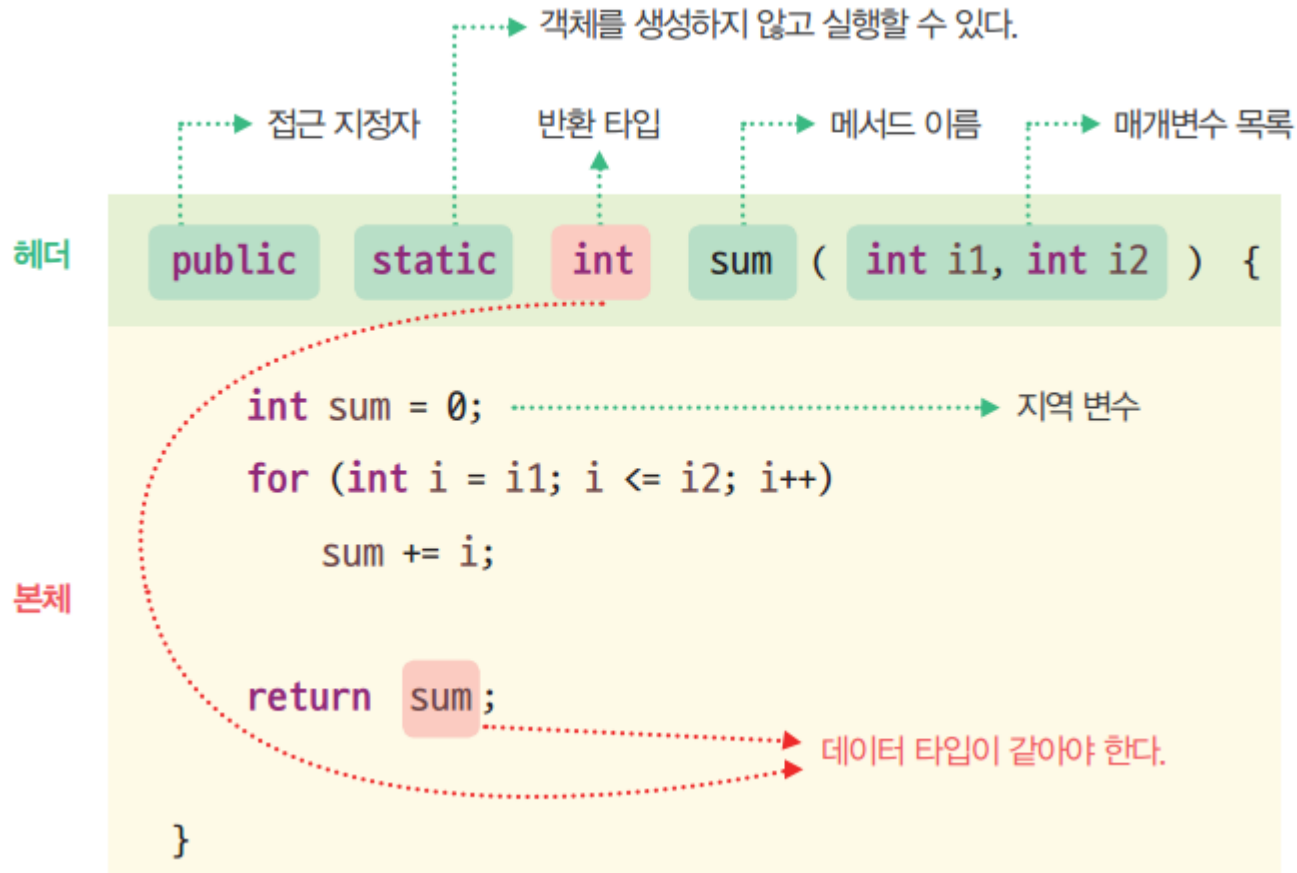 객체를 생성하지 않고 실행할 수 있다.
접근 지정자 반환 타입 메서드 이름 매개변수 목록
헤더 public static int sum ( int i1, int i2 ) {
int sum = 0; 지역 변수
for (int i = i1; i <= i2; i++)
sum += i;
본체
return sum;
데이터 타입이 같아야 한다.
}